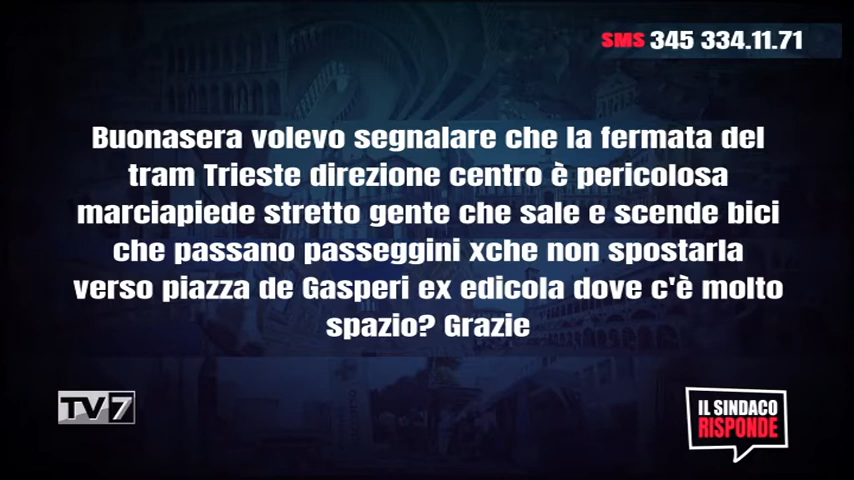 SMS 345 334.11.71
Buonasera volevo segnalare che la fermata del
tram Trieste direzione centro è pericolosa
marciapiede stretto gente che sale e scende bici
che passano passeggini xche non spostarla
verso piazza de Gasperi ex edicola dove c'è molto
spazio? Grazie
TV7
IL SINDACO
RISPONDE